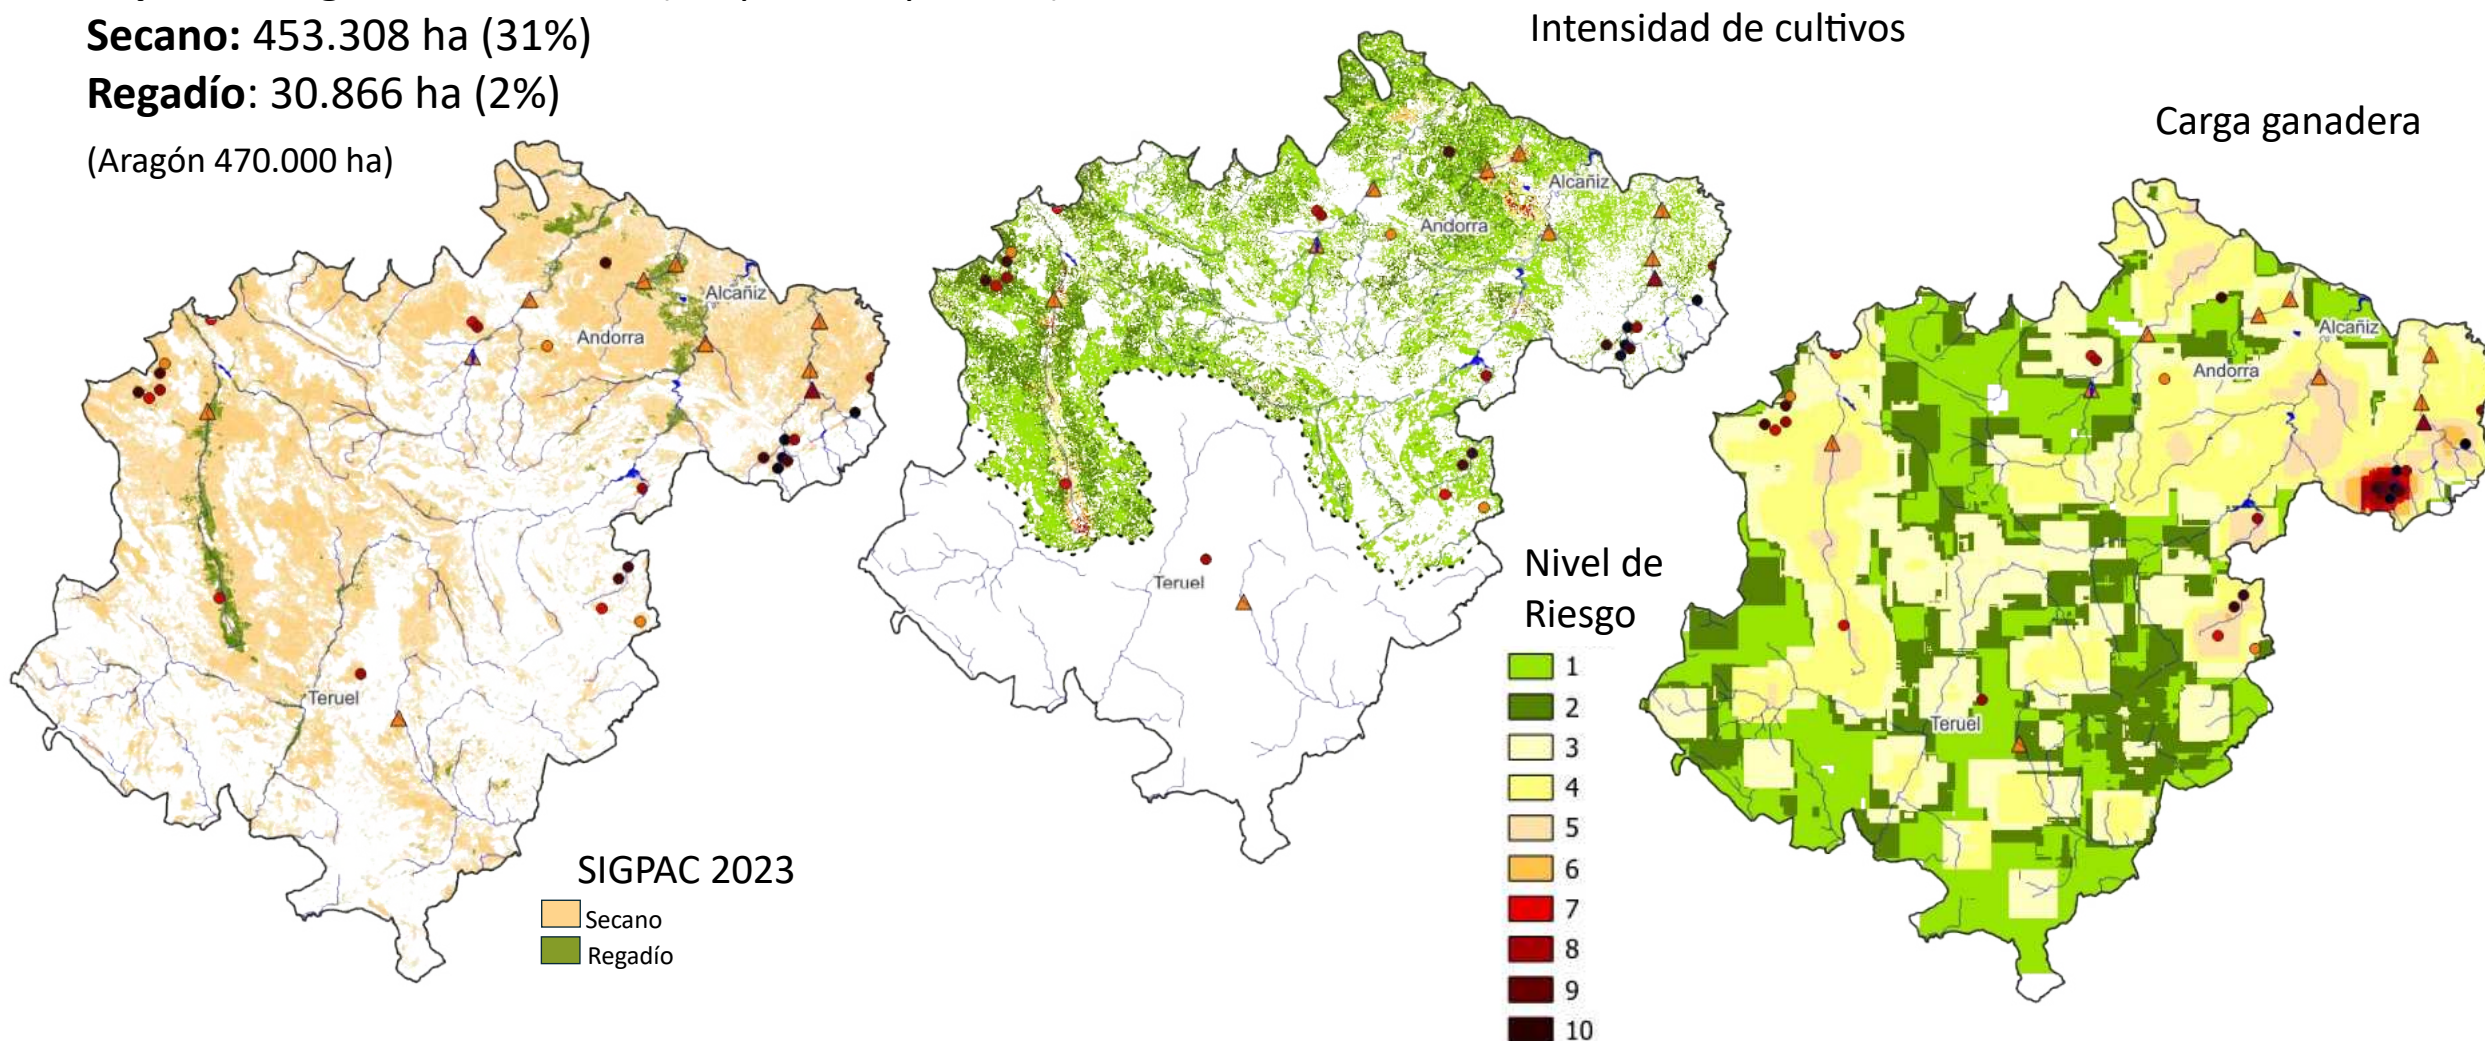 Secano: 453.308 ha (31%)
Regadío: 30.866 ha (2%)
(Aragón 470.000 ha)
Intensidad de cultivos
Carga ganadera
Alcañiz
Andorra
Teruel
SIGPAC 2023
Secano
Regadío
Alcañiz
Andorra
Teruel
Nivel de
Riesgo
1
2
3
4
5
6
7
8
9
10
Alcañiz
Andorra
Teruel